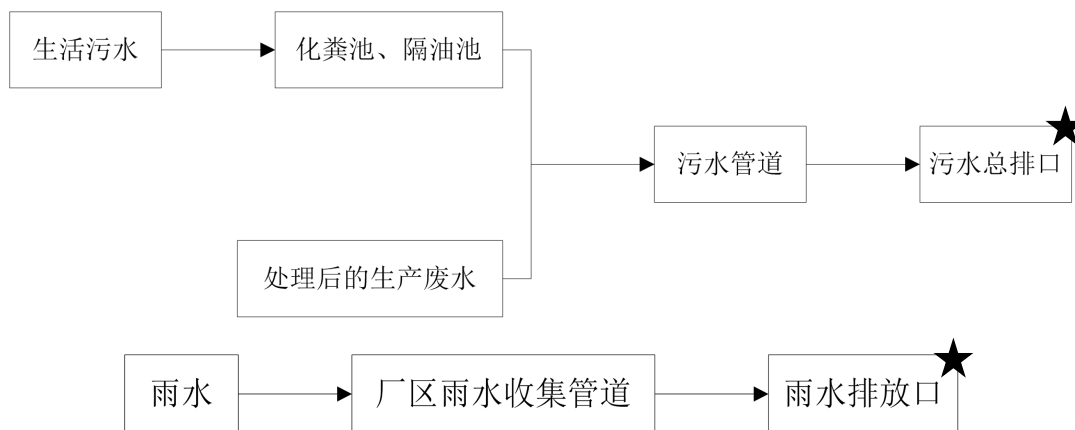 生活污水
化粪池、隔油池
污水管道
污水总排口
处理后的生产废水
雨水
厂区雨水收集管道
雨水排放口